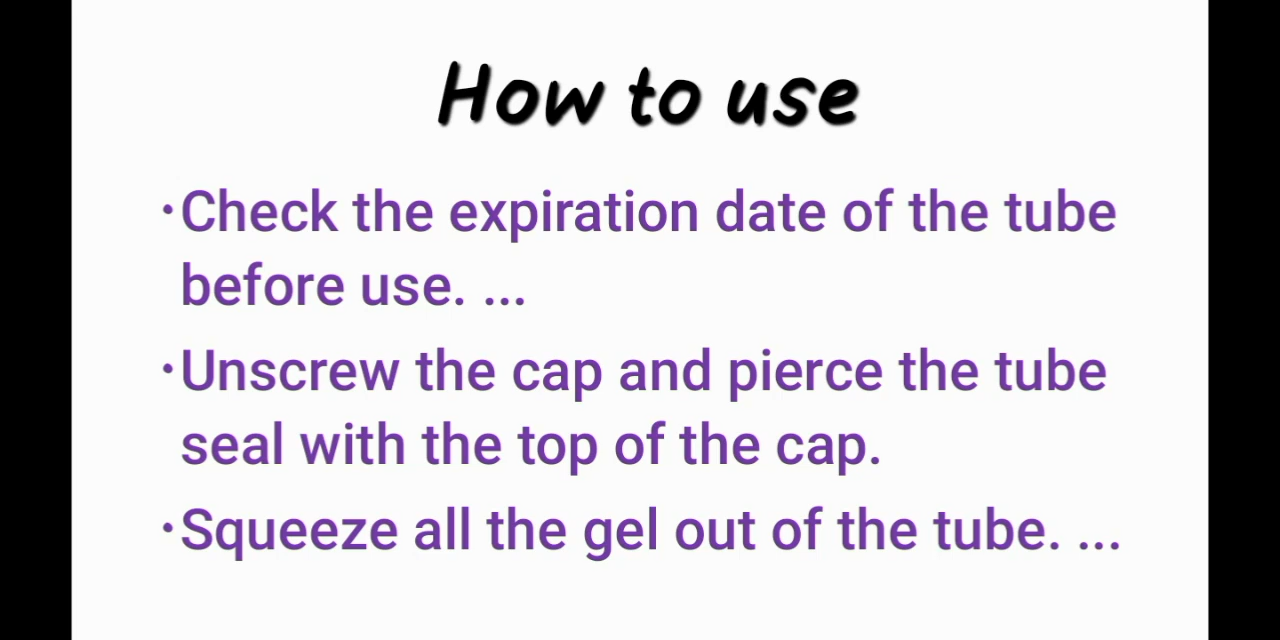 How to use
·Check the expiration date of the tube
before use. ...
·Unscrew the cap and pierce the tube
seal with the top of the cap.
·Squeeze all the gel out of the tube. ...